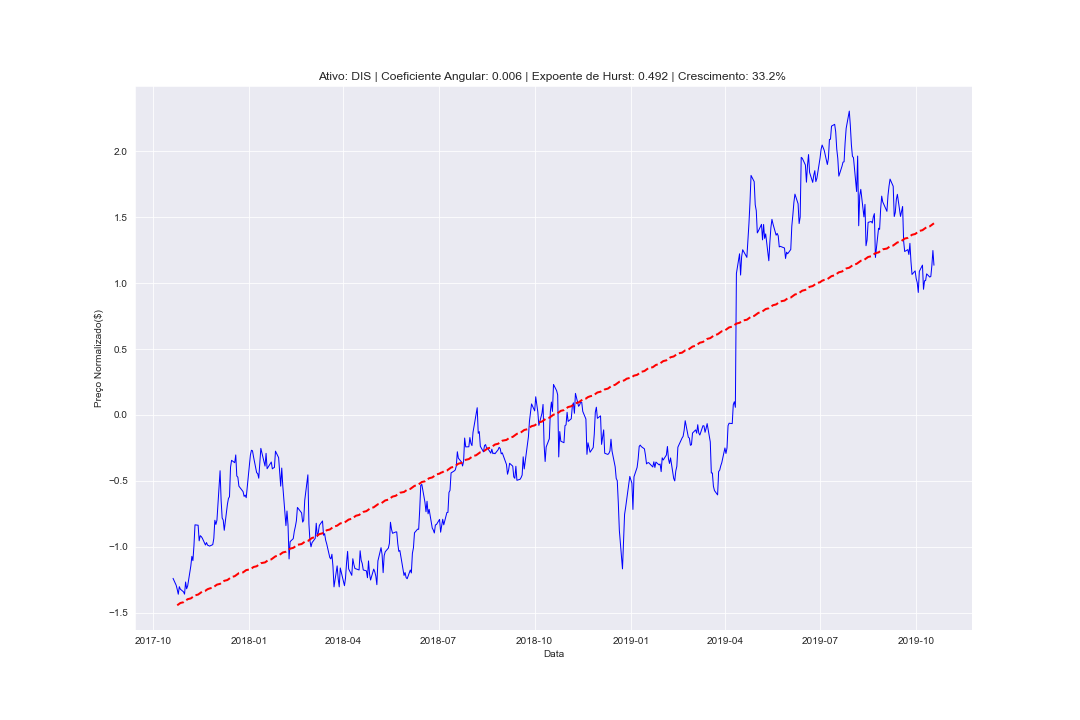 Ativo: DIS | Coeficiente Angular: 0.006 | Expoente de Hurst: 0.492 | Crescimento: 33.2%
Preço Normalizado($)
2.0
1.5
1.0
0.5
0.0
−0.5
−1.0
−1.5
2017-10 2018-01 2018-04 2018-07 2018-10 2019-01 2019-04 2019-07 2019-10
Data